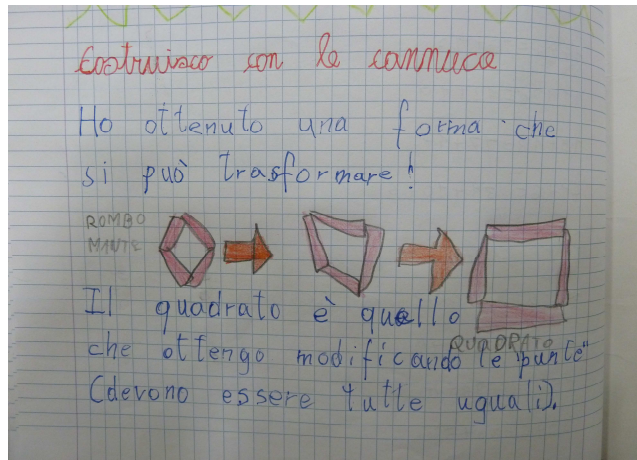 Costruisco con le cannucce
Ho ottenuto una forma che
si può trasformare!
ROMBO
MANTE
Il quadrato è quello
QUADRATO
che ottengo modificando le "punte"
(devono essere tutte uguali).